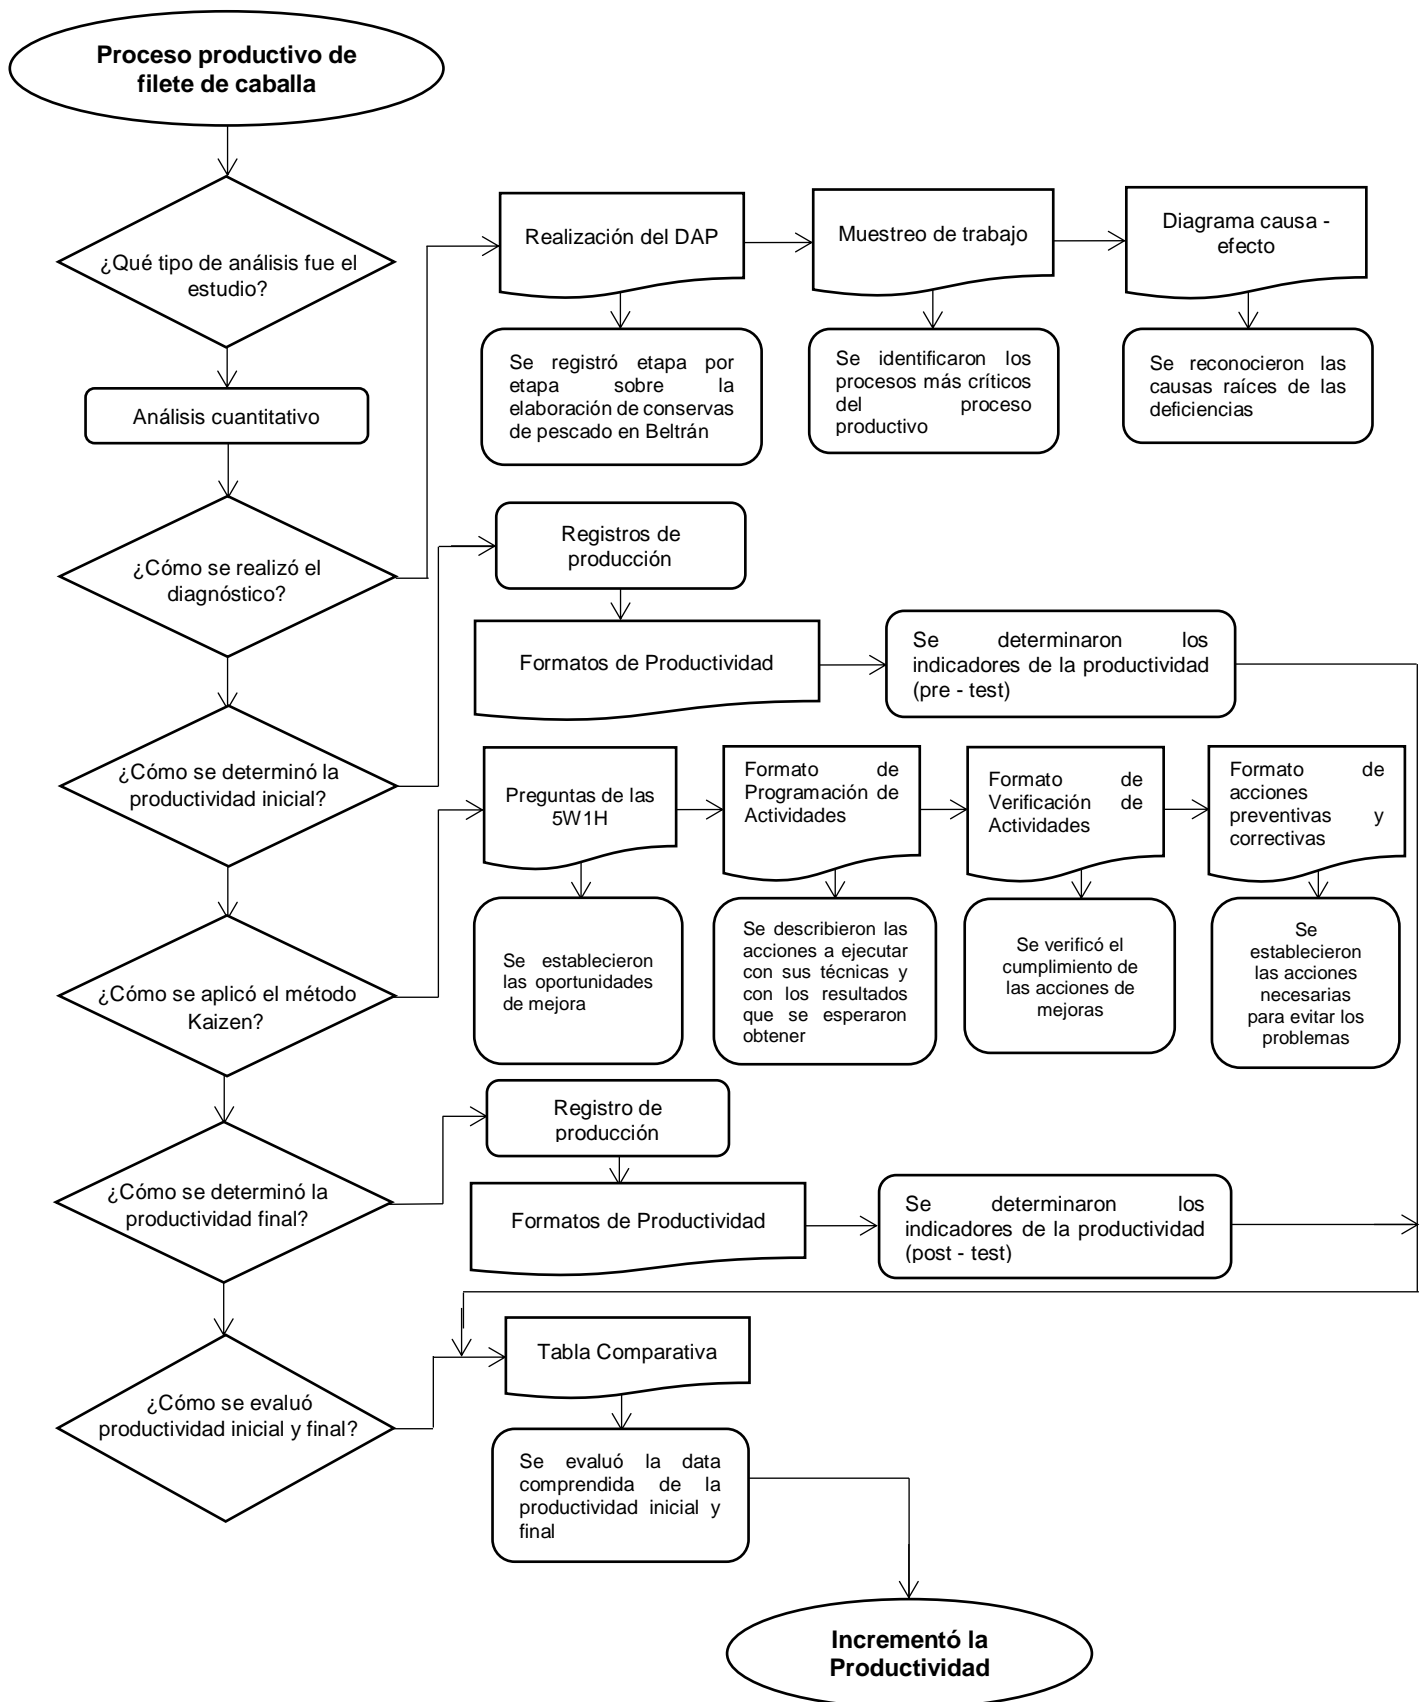 Proceso productivo de
filete de caballa
¿Qué tipo de análisis fue el
estudio?
Análisis cuantitativo
¿Cómo se realizó el
diagnóstico?
Realización del DAP
Muestreo de trabajo
Diagrama causa -
efecto
Se registró etapa por
etapa sobre la
elaboración de conservas
de pescado en Beltrán
Se identificaron los
procesos más críticos
del proceso
productivo
Se reconocieron las
causas raíces de las
deficiencias
¿Cómo se determinó la
productividad inicial?
Registros de
producción
Formatos de Productividad
Se determinaron los
indicadores de la productividad
(pre - test)
¿Cómo se aplicó el método
Kaizen?
Preguntas de las
5W1H
Formato de
Programación de
Actividades
Formato de
Verificación de
Actividades
Formato de
acciones
preventivas y
correctivas
Se establecieron
las oportunidades
de mejora
Se describieron las
acciones a ejecutar
con sus técnicas y
con los resultados
que se esperaron
obtener
Se verificó el
cumplimiento de
las acciones de
mejoras
Se
establecieron
las acciones
necesarias
para evitar los
problemas
¿Cómo se determinó la
productividad final?
Registro de
producción
Formatos de Productividad
Se determinaron los
indicadores de la productividad
(post - test)
¿Cómo se evaluó
productividad inicial y final?
Tabla Comparativa
Se evaluó la data
comprendida de la
productividad inicial y
final
Incrementó la
Productividad